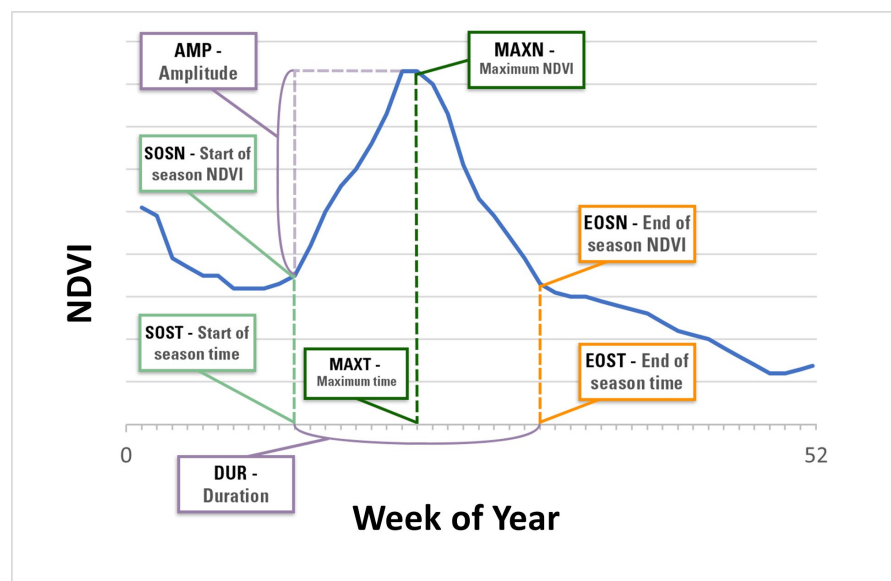 AMP -
Amplitude
MAXN -
Maximum NDVI
SOSN - Start of
season NDVI
EOSN - End of
season NDVI
NDVI
SOST - Start of
season time
MAXT -
Maximum time
EOST - End of
season time
0
52
DUR -
Duration
Week of Year